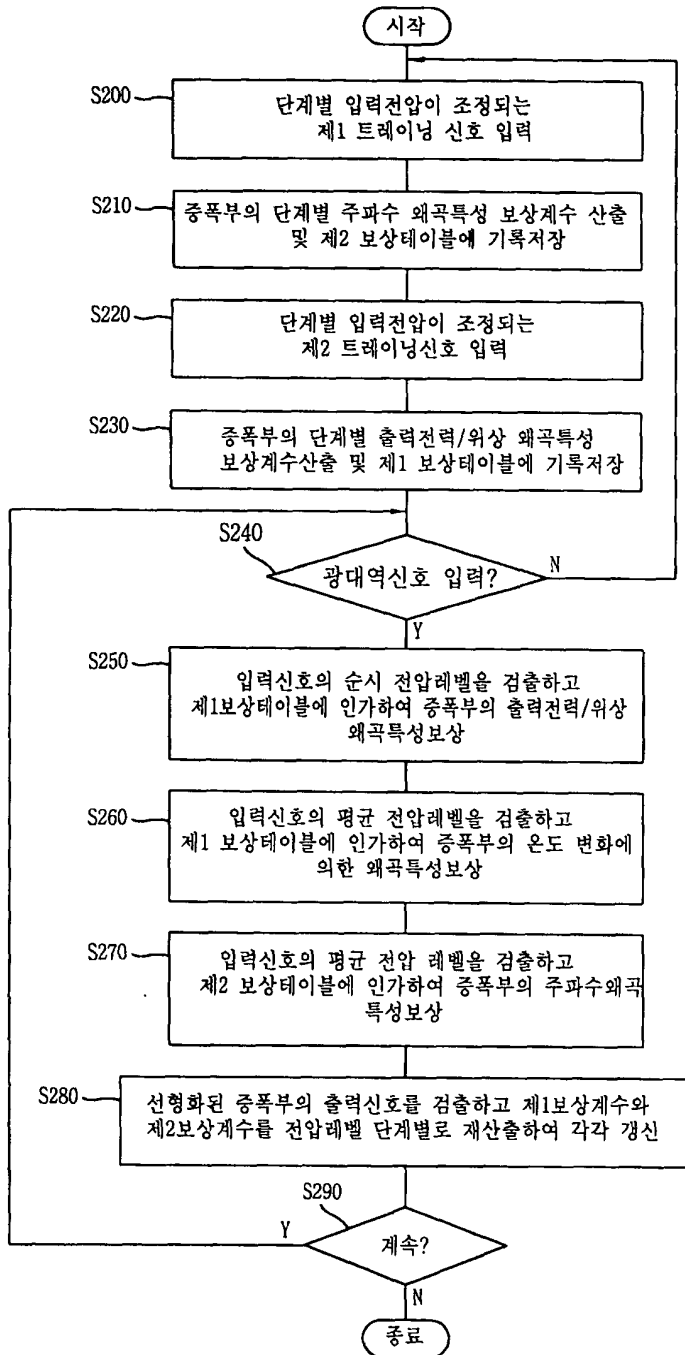 시작
S200
단계별 입력전압이 조정되는
제1 트레이닝 신호 입력
S210
증폭부의 단계별 주파수 왜곡특성 보상계수 산출
및 제2 보상테이블에 기록저장
S220
단계별 입력전압이 조정되는
제2 트레이닝신호 입력
S230
증폭부의 단계별 출력전력/위상 왜곡특성
보상계수산출 및 제1 보상테이블에 기록저장
S240
광대역신호 입력?
N
Y
S250
입력신호의 순시 전압레벨을 검출하고
제1보상테이블에 인가하여 증폭부의 출력전력/위상
왜곡특성보상
S260
입력신호의 평균 전압레벨을 검출하고
제1 보상테이블에 인가하여 증폭부의 온도 변화에
의한 왜곡특성보상
S270
입력신호의 평균 전압 레벨을 검출하고
제2 보상테이블에 인가하여 증폭부의 주파수왜곡
특성보상
S280
선형화된 증폭부의 출력신호를 검출하고 제1보상계수와
제2보상계수를 전압레벨 단계별로 재산출하여 각각 갱신
S290
Y
계속?
N
종료